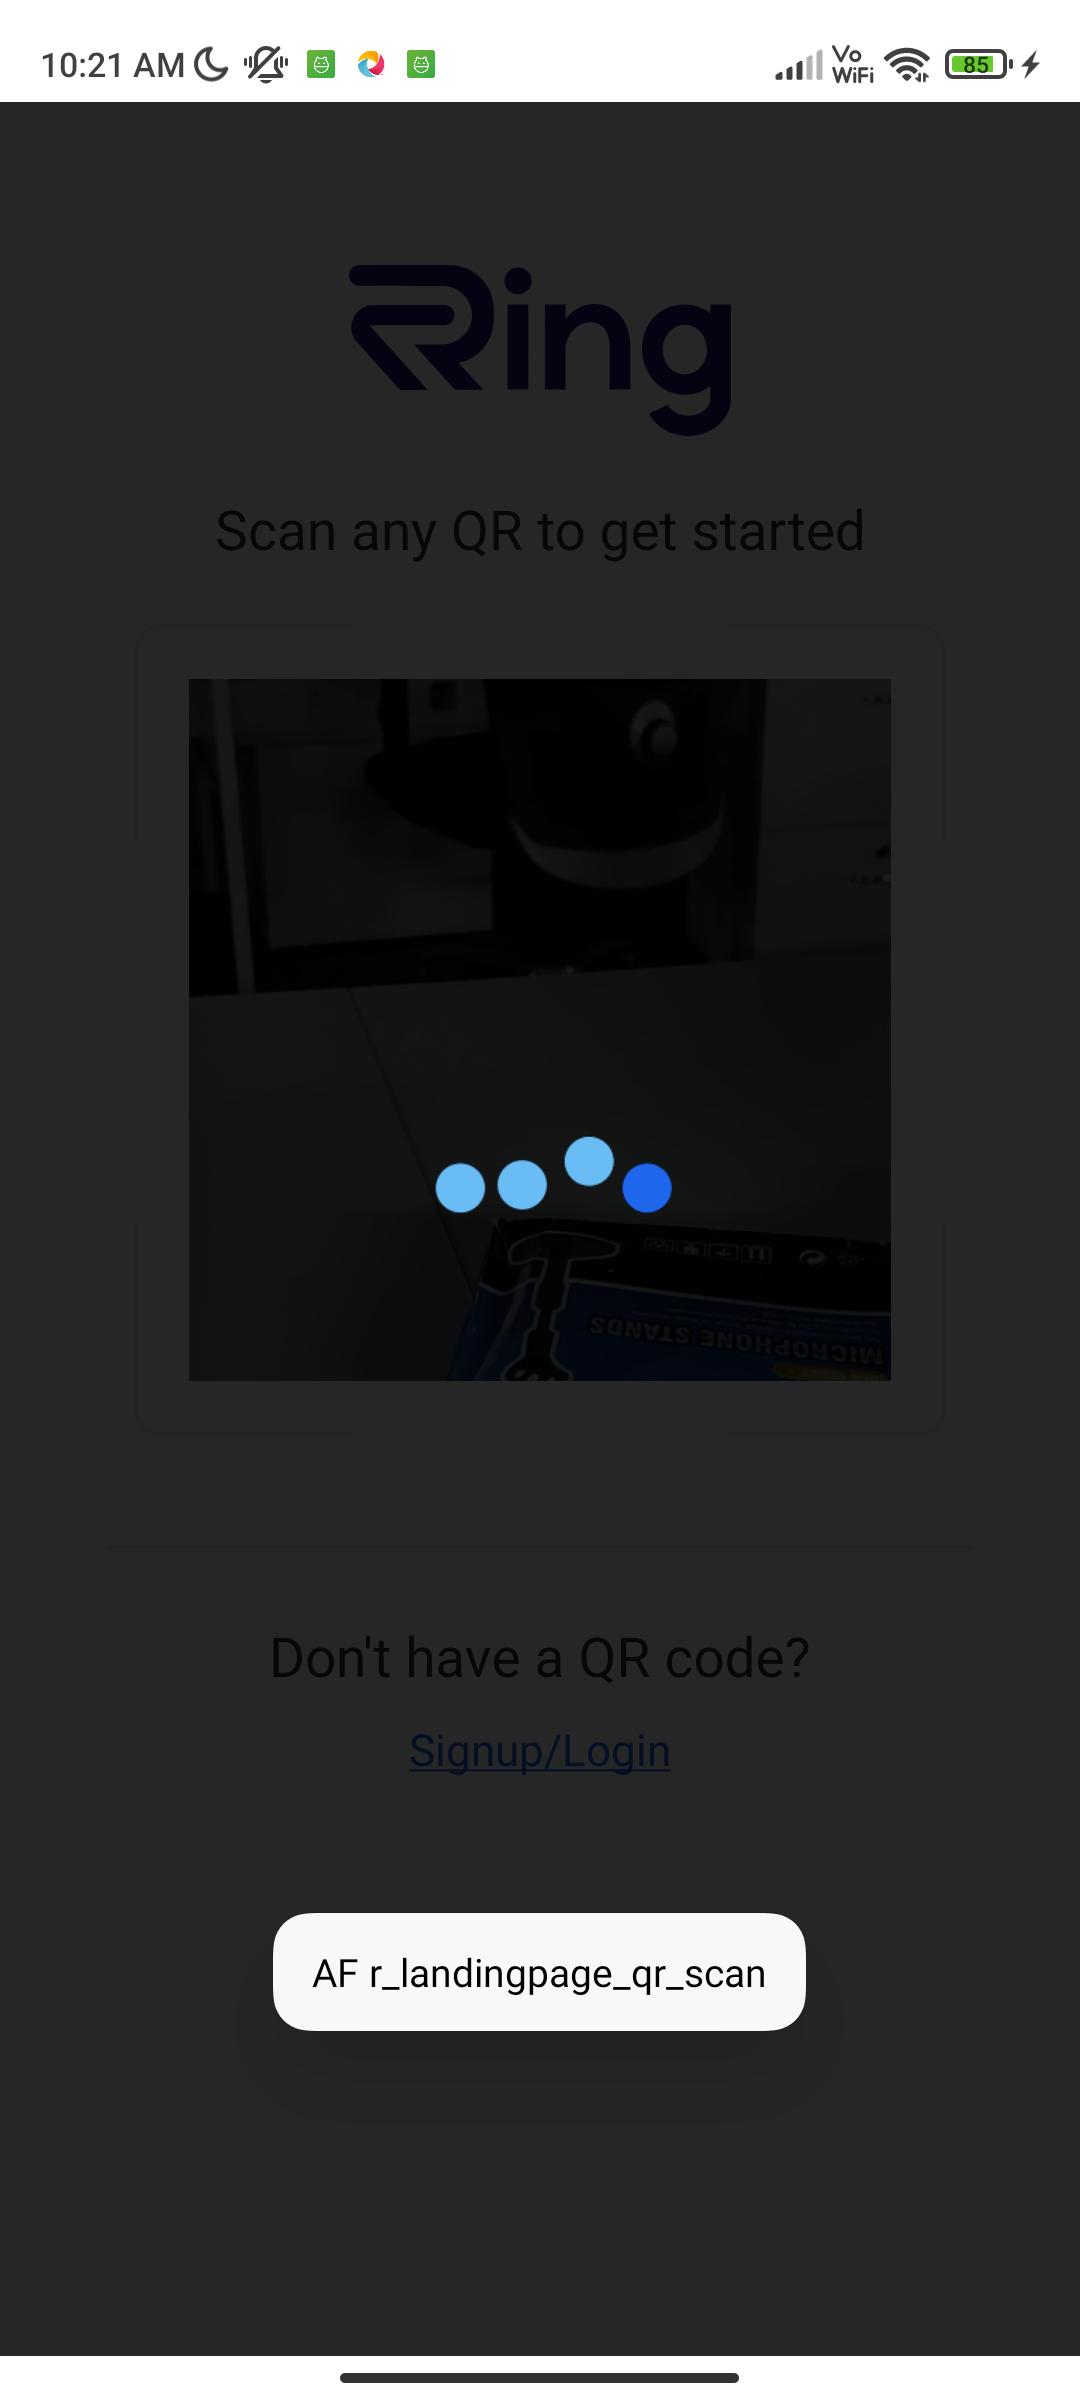 10:21 AM
Vo
WiFi
85
Ring
Scan any QR to get started
MICROPHONE STANDS
Don't have a QR code?
Signup/Login
AF r_landingpage_qr_scan